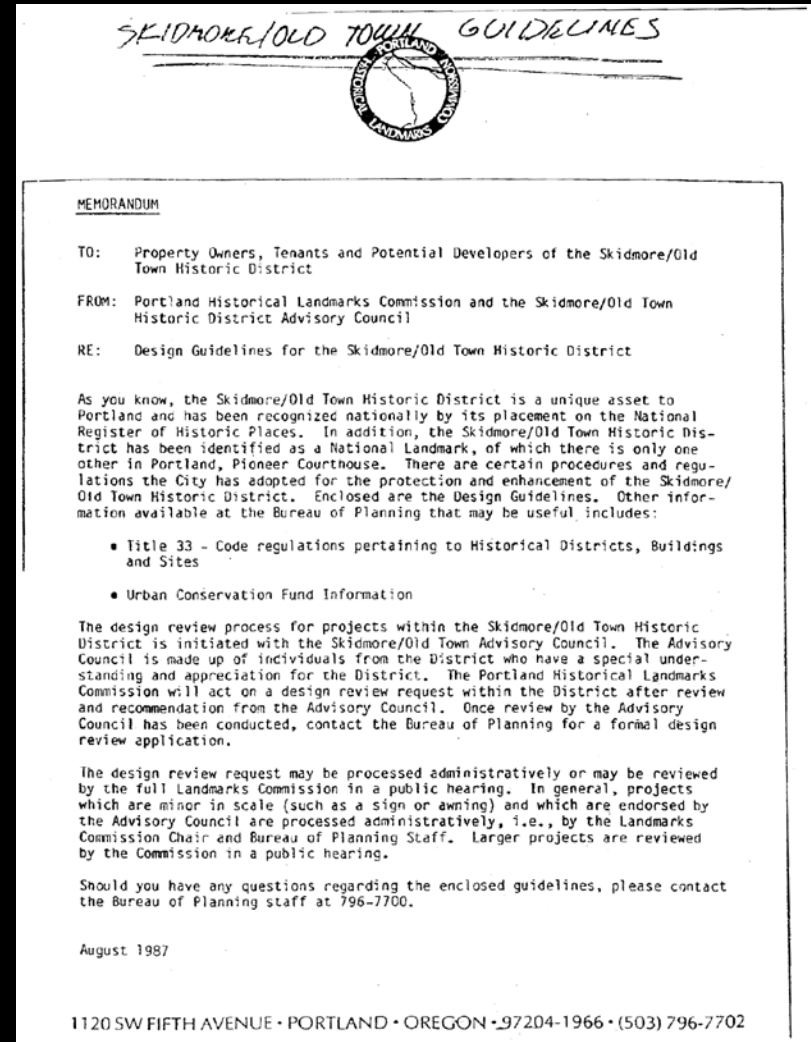 SKIDMORE/OLD TOWN GUIDELINES
PORTLAND HISTORICAL LANDMARKS COMMISSION
MEMORANDUM
TO: Property Owners, Tenants and Potential Developers of the Skidmore/Old
Town Historic District
FROM: Portland Historical Landmarks Commission and the Skidmore/Old Town
Historic District Advisory Council
RE: Design Guidelines for the Skidmore/Old Town Historic District
As you know, the Skidmore/Old Town Historic District is a unique asset to
Portland and has been recognized nationally by its placement on the National
Register of Historic Places. In addition, the Skidmore/Old Town Historic Dis-
trict has been identified as a National Landmark, of which there is only one
other in Portland, Pioneer Courthouse. There are certain procedures and regu-
lations the City has adopted for the protection and enhancement of the Skidmore/
Old Town Historic District. Enclosed are the Design Guidelines. Other infor-
mation available at the Bureau of Planning that may be useful includes:
• Title 33 - Code regulations pertaining to Historical Districts, Buildings
and Sites
• Urban Conservation Fund Information
The design review process for projects within the Skidmore/Old Town Historic
District is initiated with the Skidmore/Old Town Advisory Council. The Advisory
Council is made up of individuals from the District who have a special under-
standing and appreciation for the District. The Portland Historical Landmarks
Commission will act on a design review request within the District after review
and recommendation from the Advisory Council. Once review by the Advisory
Council has been conducted, contact the Bureau of Planning for a formal design
review application.
The design review request may be processed administratively or may be reviewed
by the full Landmarks Commission in a public hearing. In general, projects
which are minor in scale (such as a sign or awning) and which are endorsed by
the Advisory Council are processed administratively, i.e., by the Landmarks
Commission Chair and Bureau of Planning Staff. Larger projects are reviewed
by the Commission in a public hearing.
Should you have any questions regarding the enclosed guidelines, please contact
the Bureau of Planning staff at 796-7700.
August 1987
1120 SW FIFTH AVENUE • PORTLAND • OREGON • 97204-1966 • (503) 796-7702